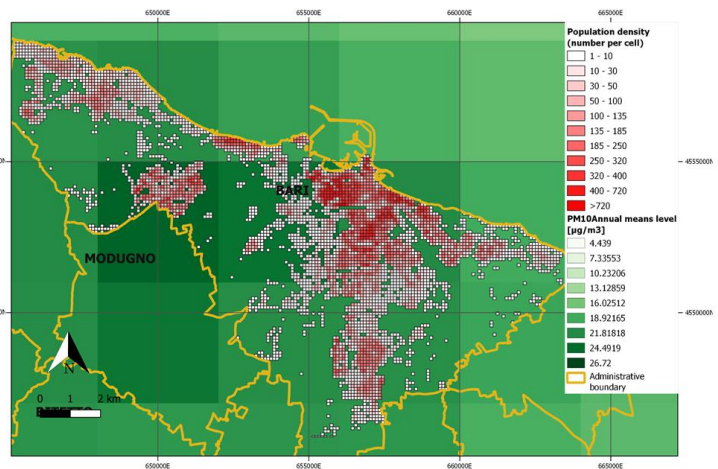 650000E 655000E 660000E 665000E
Population density
(number per cell)
1 - 10
10 - 30
30 - 50
50 - 100
100 - 135
135 - 185
185 - 250
250 - 320
320 - 400
400 - 720
>720
PM10Annual means level
[µg/m3]
4.439
7.33553
10.23206
13.12859
16.02512
18.92165
21.81818
24.4919
26.72
Administrative
boundary
4555000N
BARI
MODUGNO
4550000N
N
0 1 2 km
650000E 655000E 660000E 665000E